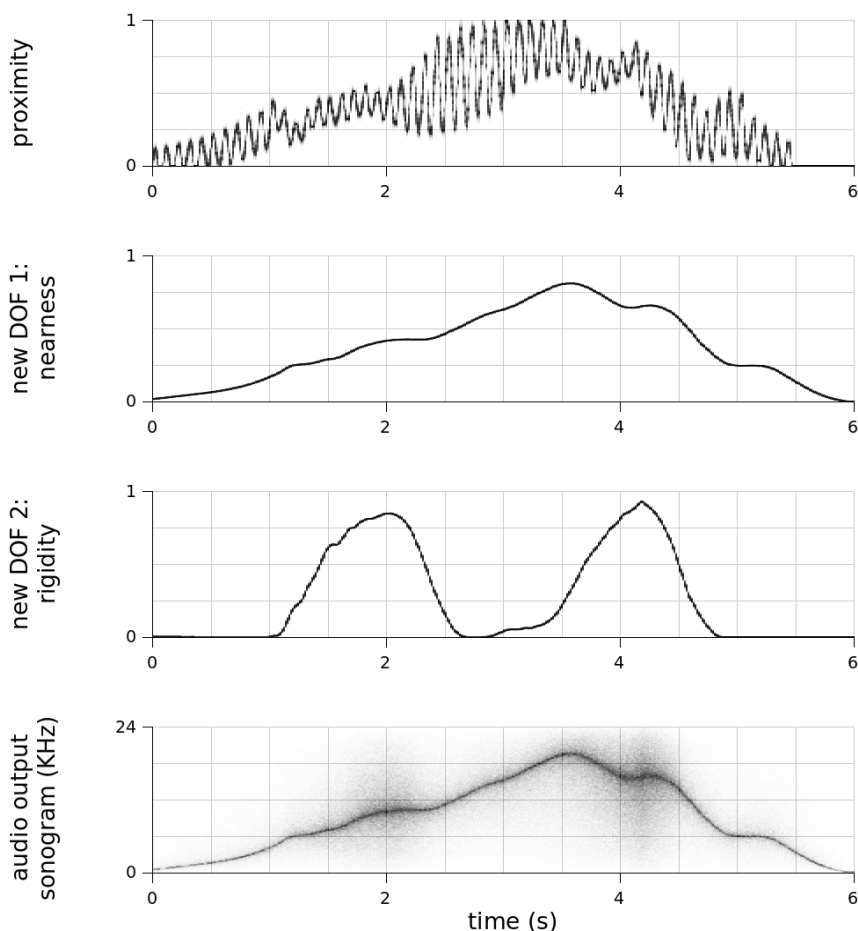 proximity
1
0
0 2 4 6
new DOF 1:
nearness
1
0
0 2 4 6
new DOF 2:
rigidity
1
0
0 2 4 6
audio output
sonogram (KHz)
24
0
0 2 4 6
time (s)